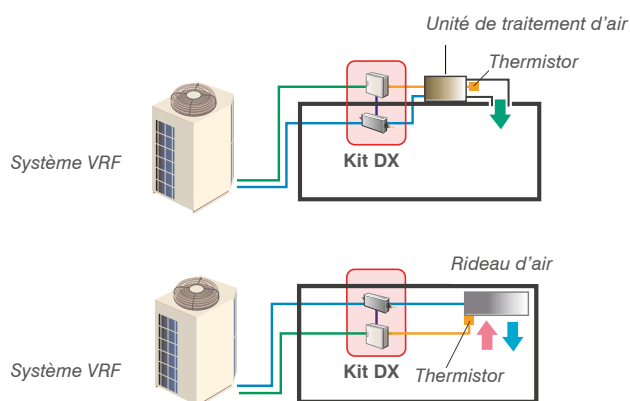 Unité de traitement d'air
Thermistor
Système VRF
Kit DX
Rideau d'air
Kit DX
Thermistor
Système VRF